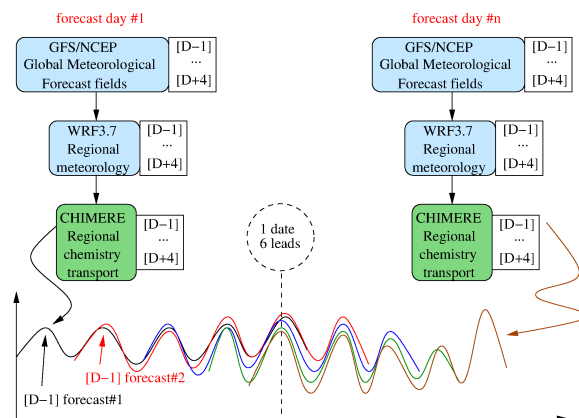 forecast day #1
GFS/NCEP
Global Meteorological
Forecast fields
[D−1]
...
[D+4]
WRF3.7
Regional
meteorology
[D−1]
...
[D+4]
CHIMERE
Regional
chemistry
transport
[D−1]
...
[D+4]
1 date
6 leads
forecast day #n
GFS/NCEP
Global Meteorological
Forecast fields
[D−1]
...
[D+4]
WRF3.7
Regional
meteorology
[D−1]
...
[D+4]
CHIMERE
Regional
chemistry
transport
[D−1]
...
[D+4]
[D−1] forecast#2
[D−1] forecast#1